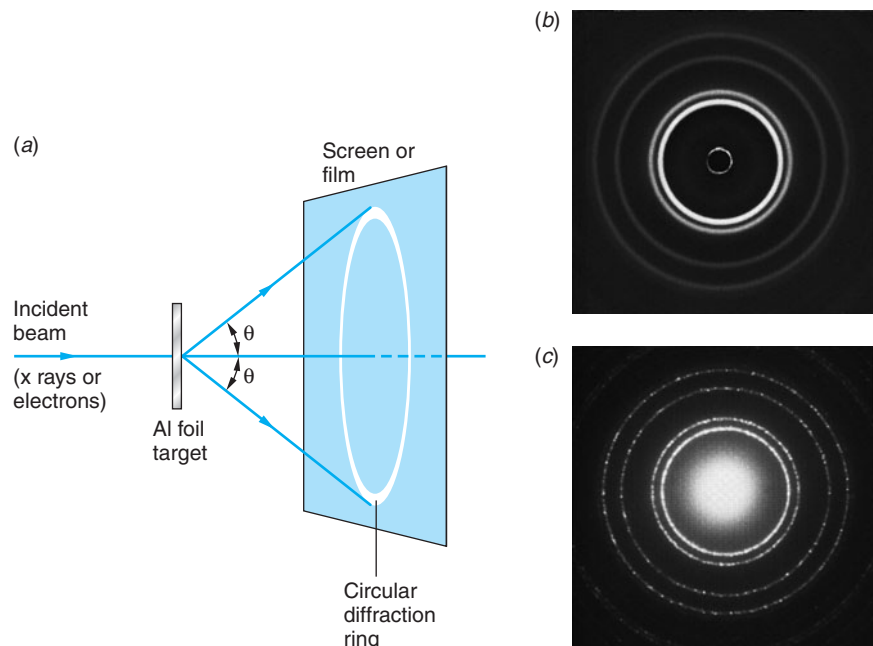 (a)
Screen or
film
Incident
beam
(x rays or
electrons)
θ
θ
Al foil
target
Circular
diffraction
ring
(b)
(c)